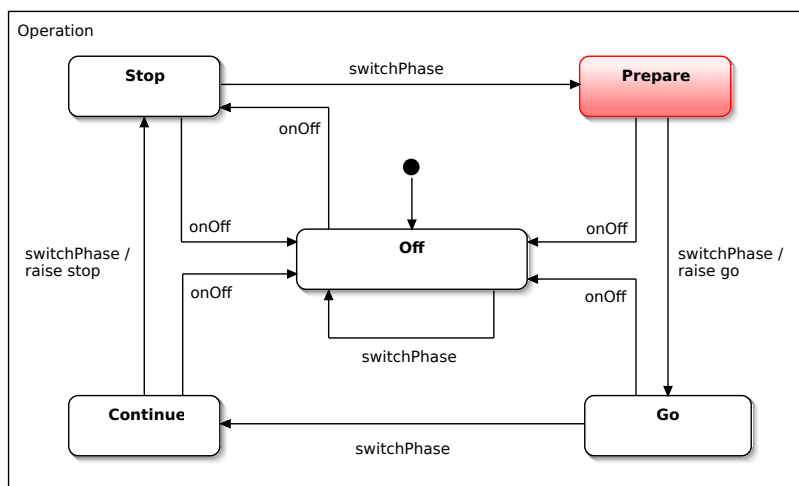 Operation
Stop
switchPhase
Prepare
onOff
onOff
Off
onOff
switchPhase /
raise stop
switchPhase /
raise go
onOff
onOff
switchPhase
Continue
Go
switchPhase